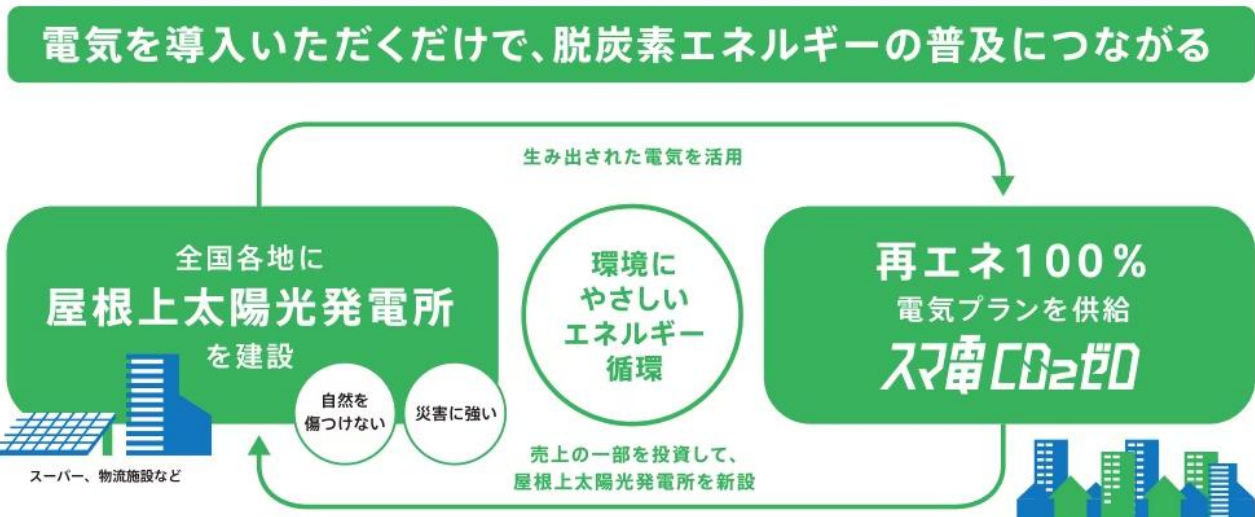 電気を導入いただくだけで、脱炭素エネルギーの普及につながる
生み出された電気を活用
全国各地に
屋根上太陽光発電所
を建設
自然を
傷つけない
災害に強い
スーパー、物流施設など
環境に
やさしい
エネルギー
循環
再エネ100%
電気プランを供給
スマ電CO2ゼロ
売上の一部を投資して、
屋根上太陽光発電所を新設